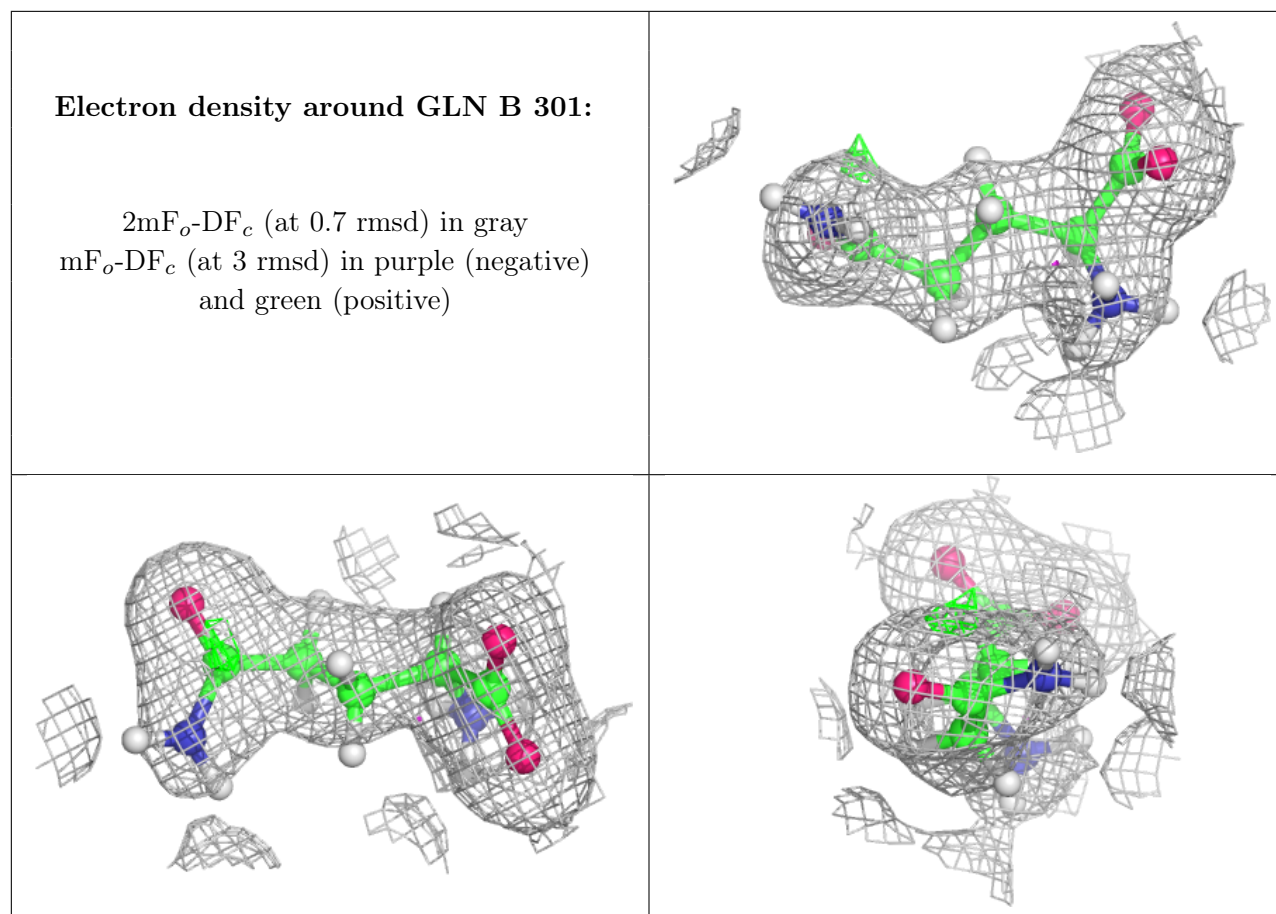 Electron density around GLN B 301:
2mFo-DFc (at 0.7 rmsd) in gray
mFo-DFc (at 3 rmsd) in purple (negative)
and green (positive)